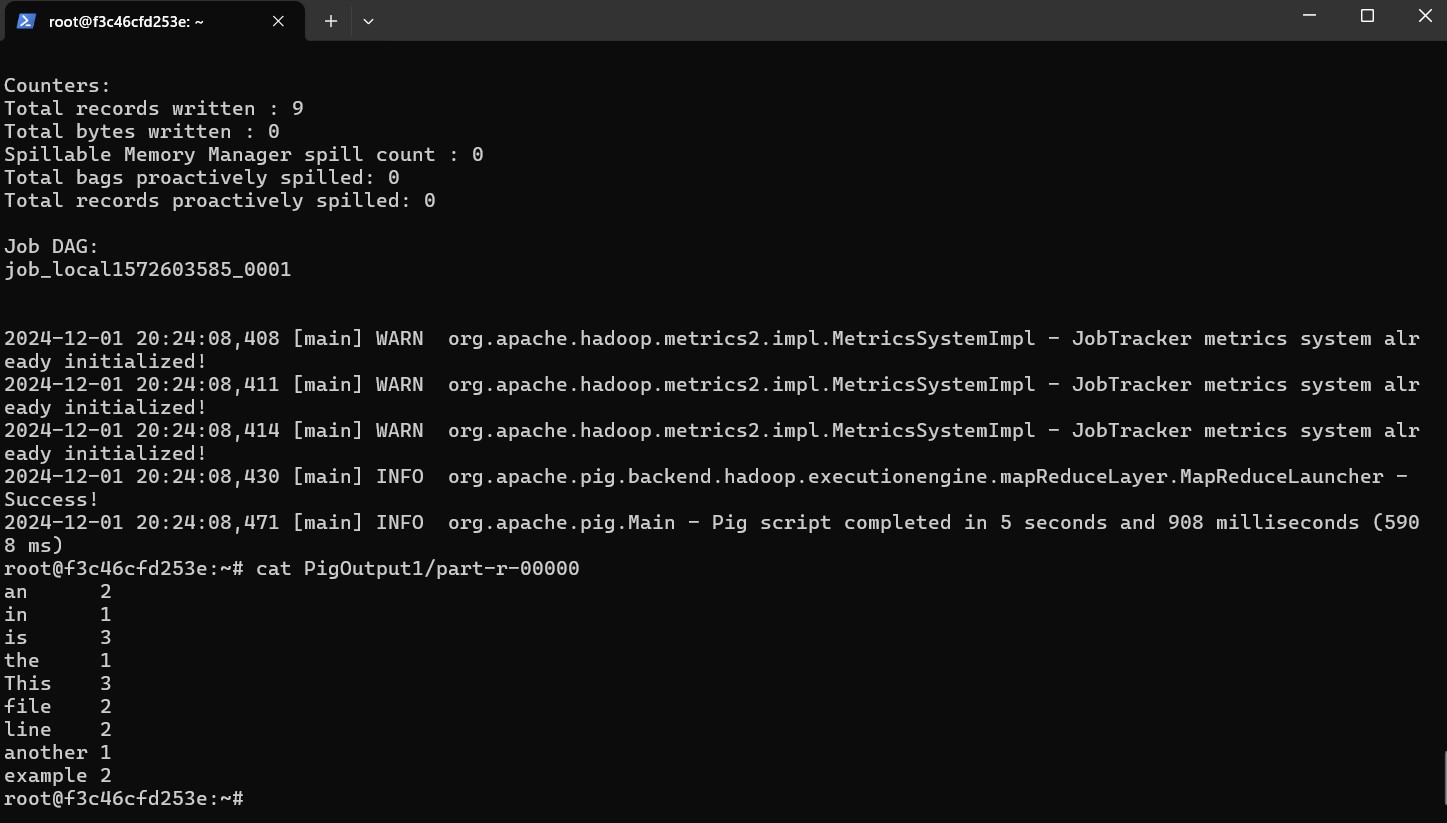 root@f3c46cfd253e: ~
Counters:
Total records written : 9
Total bytes written : 0
Spillable Memory Manager spill count : 0
Total bags proactively spilled: 0
Total records proactively spilled: 0
Job DAG:
job_local1572603585_0001
2024-12-01 20:24:08,408 [main] WARN  org.apache.hadoop.metrics2.impl.MetricsSystemImpl - JobTracker metrics system alr
eady initialized!
2024-12-01 20:24:08,411 [main] WARN  org.apache.hadoop.metrics2.impl.MetricsSystemImpl - JobTracker metrics system alr
eady initialized!
2024-12-01 20:24:08,414 [main] WARN  org.apache.hadoop.metrics2.impl.MetricsSystemImpl - JobTracker metrics system alr
eady initialized!
2024-12-01 20:24:08,430 [main] INFO  org.apache.pig.backend.hadoop.executionengine.mapReduceLayer.MapReduceLauncher -
Success!
2024-12-01 20:24:08,471 [main] INFO  org.apache.pig.Main - Pig script completed in 5 seconds and 908 milliseconds (590
8 ms)
root@f3c46cfd253e:~# cat PigOutput1/part-r-00000
an      2
in      1
is      3
the     1
This    3
file    2
line    2
another 1
example 2
root@f3c46cfd253e:~#